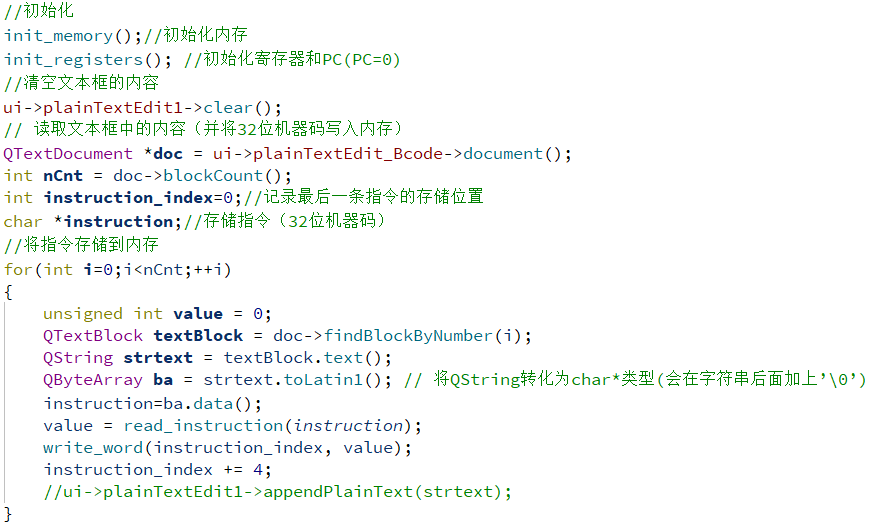 //初始化
init_memory();//初始化内存
init_registers(); //初始化寄存器和PC(PC=0)
//清空文本框的内容
ui->plainTextEdit1->clear();
// 读取文本框中的内容（并将32位机器码写入内存）
QTextDocument *doc = ui->plainTextEdit_Bcode->document();
int nCnt = doc->blockCount();
int instruction_index=0;//记录最后一条指令的存储位置
char *instruction;//存储指令（32位机器码）
//将指令存储到内存
for(int i=0;i<nCnt;++i)
{
    unsigned int value = 0;
    QTextBlock textBlock = doc->findBlockByNumber(i);
    QString strtext = textBlock.text();
    QByteArray ba = strtext.toLatin1(); // 将QString转化为char*类型(会在字符串后面加上’\0’)
    instruction=ba.data();
    value = read_instruction(instruction);
    write_word(instruction_index, value);
    instruction_index += 4;
    //ui->plainTextEdit1->appendPlainText(strtext);
}